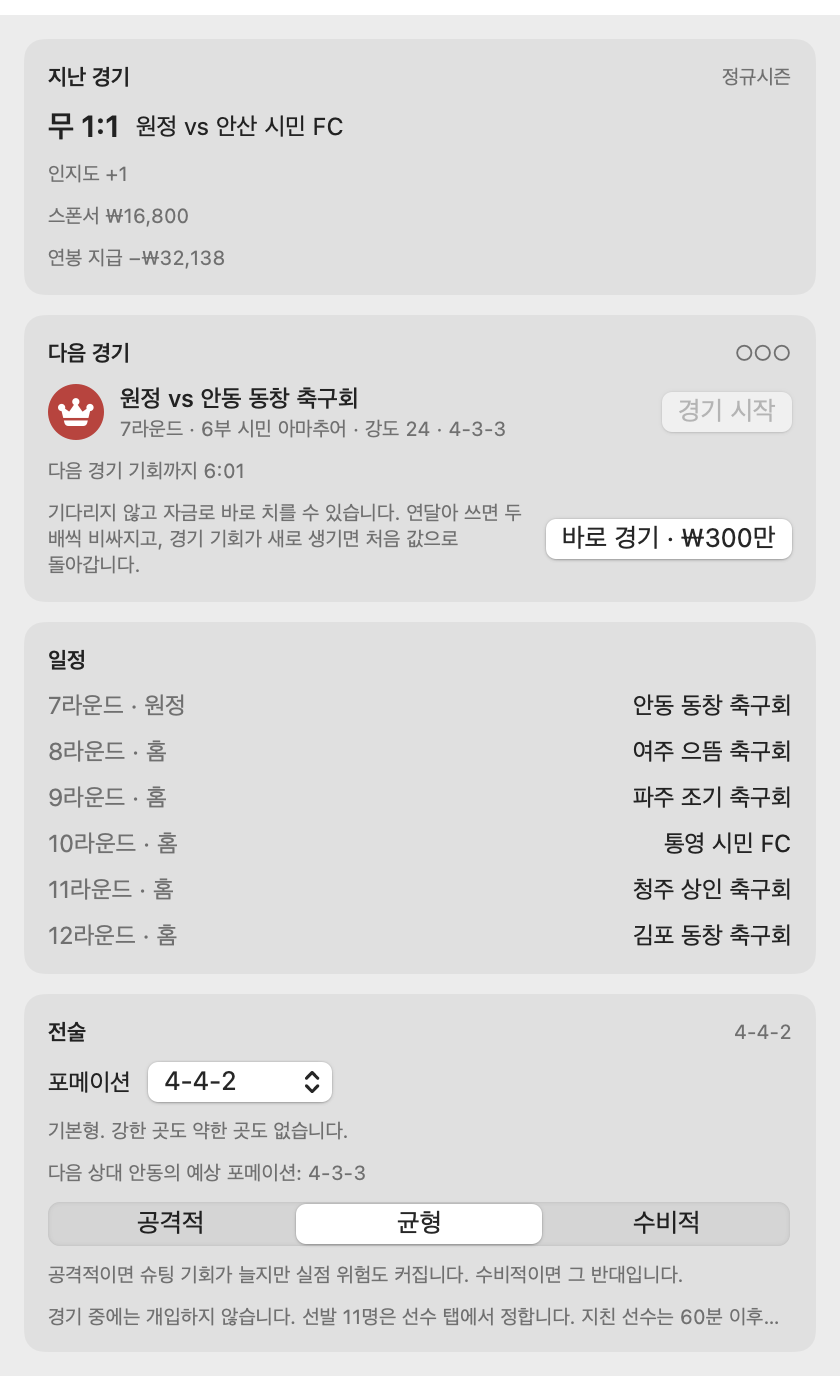 지난 경기
정규시즌
무 1:1 원정 vs 안산 시민 FC
인지도 +1
스폰서 ₩16,800
연봉 지급 −₩32,138
다음 경기
○○○
원정 vs 안동 동창 축구회
7라운드 · 6부 시민 아마추어 · 강도 24 · 4-3-3
경기 시작
다음 경기 기회까지 6:01
기다리지 않고 자금로 바로 치를 수 있습니다. 연달아 쓰면 두
배씩 비싸지고, 경기 기회가 새로 생기면 처음 값으로
돌아갑니다.
바로 경기 · ₩300만
일정
7라운드 · 원정 안동 동창 축구회
8라운드 · 홈 여주 으뜸 축구회
9라운드 · 홈 파주 조기 축구회
10라운드 · 홈 통영 시민 FC
11라운드 · 홈 청주 상인 축구회
12라운드 · 홈 김포 동창 축구회
전술
4-4-2
포메이션 4-4-2
기본형. 강한 곳도 약한 곳도 없습니다.
다음 상대 안동의 예상 포메이션: 4-3-3
공격적 균형 수비적
공격적이면 슈팅 기회가 늘지만 실점 위험도 커집니다. 수비적이면 그 반대입니다.
경기 중에는 개입하지 않습니다. 선발 11명은 선수 탭에서 정합니다. 지친 선수는 60분 이후...